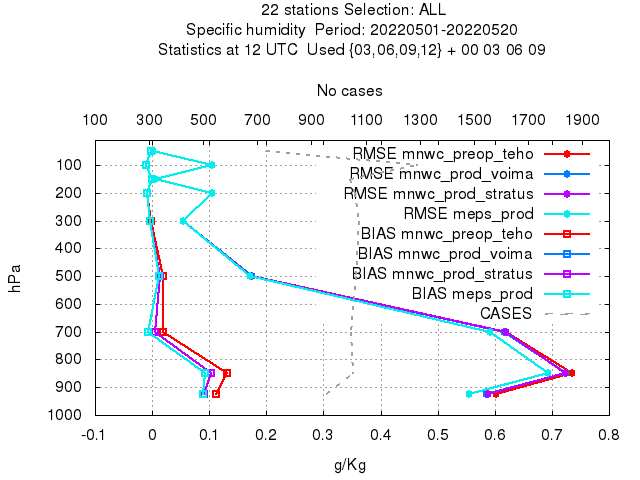 22 stations Selection: ALL
Specific humidity  Period: 20220501-20220520
Statistics at 12 UTC  Used {03,06,09,12} + 00 03 06 09
No cases
100 300 500 700 900 1100 1300 1500 1700 1900
RMSE mnwc_preop_teho
RMSE mnwc_prod_voima
RMSE mnwc_prod_stratus
RMSE meps_prod
BIAS mnwc_preop_teho
BIAS mnwc_prod_voima
BIAS mnwc_prod_stratus
BIAS meps_prod
CASES
hPa
100
200
300
400
500
600
700
800
900
1000
-0.1 0 0.1 0.2 0.3 0.4 0.5 0.6 0.7 0.8
g/Kg